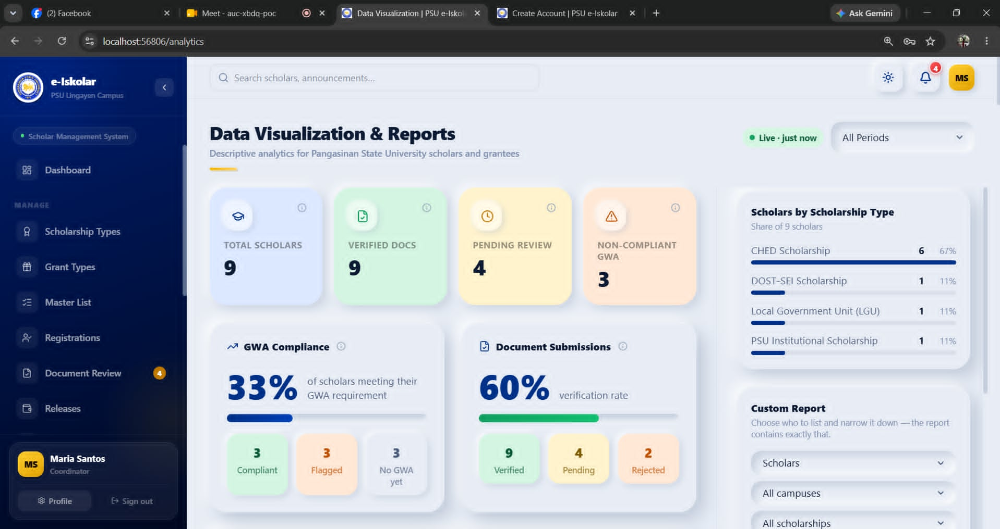 (2) Facebook
Meet - auc-xbdq-poc
Data Visualization | PSU e-Iskol
Create Account | PSU e-Iskolar
Ask Gemini
localhost:56806/analytics
e-Iskolar
PSU Lingayen Campus
Scholar Management System
Dashboard
MANAGE
Scholarship Types
Grant Types
Master List
Registrations
Document Review
4
Releases
MS
Maria Santos
Coordinator
Profile
Sign out
Search scholars, announcements...
4
MS
Data Visualization & Reports
Descriptive analytics for Pangasinan State University scholars and grantees
Live · just now
All Periods
TOTAL SCHOLARS
9
VERIFIED DOCS
9
PENDING REVIEW
4
NON-COMPLIANT
GWA
3
GWA Compliance
33%
of scholars meeting their
GWA requirement
3
Compliant
3
Flagged
3
No GWA
yet
Document Submissions
60%
verification rate
9
Verified
4
Pending
2
Rejected
Scholars by Scholarship Type
Share of 9 scholars
CHED Scholarship 6 67%
DOST-SEI Scholarship 1 11%
Local Government Unit (LGU) 1 11%
PSU Institutional Scholarship 1 11%
Custom Report
Choose who to list and narrow it down — the report
contains exactly that.
Scholars
All campuses
All scholarships